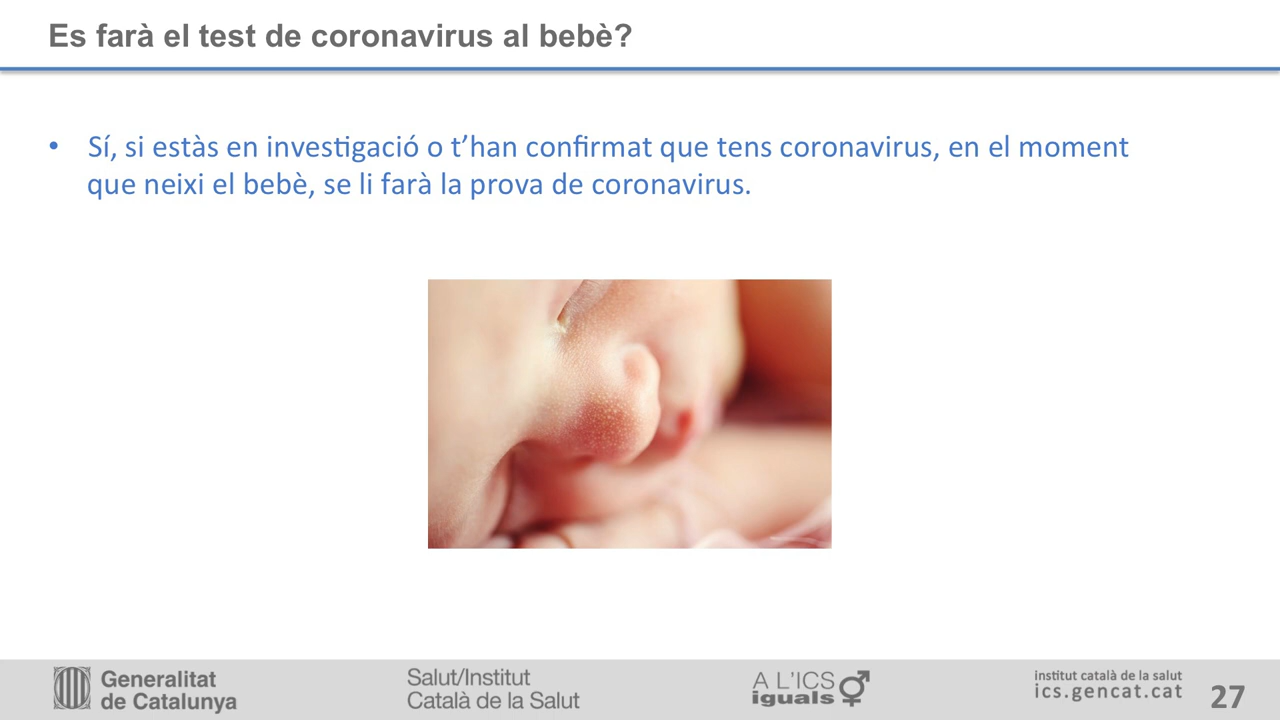 Es farà el test de coronavirus al bebè?
• Sí, si estàs en investigació o t’han confirmat que tens coronavirus, en el moment
que neixi el bebè, se li farà la prova de coronavirus.
Generalitat
de Catalunya
Salut/Institut
Català de la Salut
A L'ICS
iguals
institut català de la salut
ics.gencat.cat
27